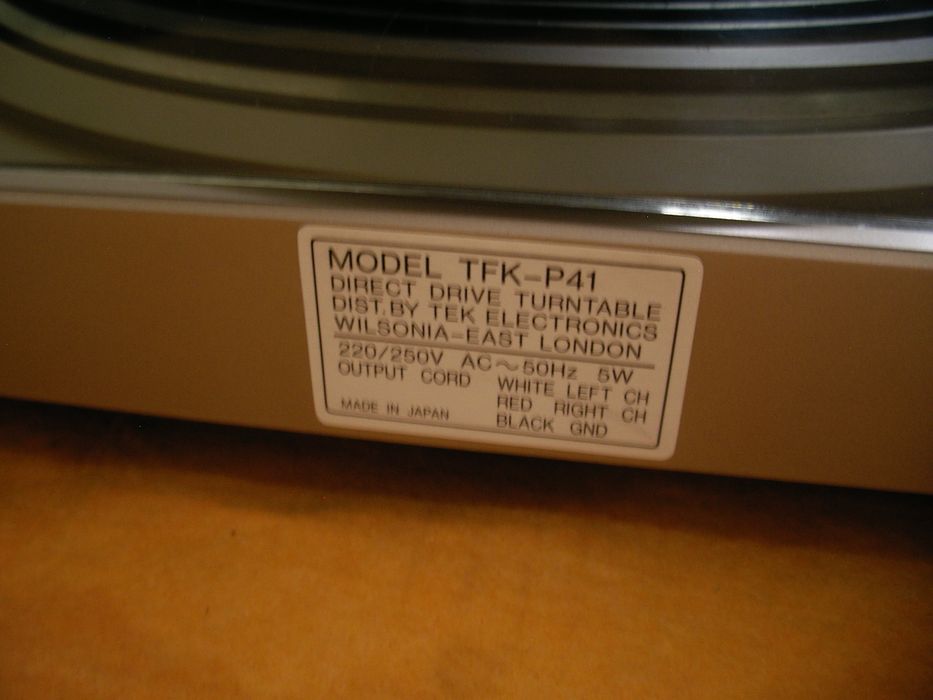 MODEL TFK-P41
DIRECT DRIVE TURNTABLE
DIST. BY TEK ELECTRONICS
WILSONIA-EAST LONDON
220/250V AC~50Hz 5W
OUTPUT CORD WHITE LEFT CH
RED RIGHT CH
MADE IN JAPAN BLACK GND